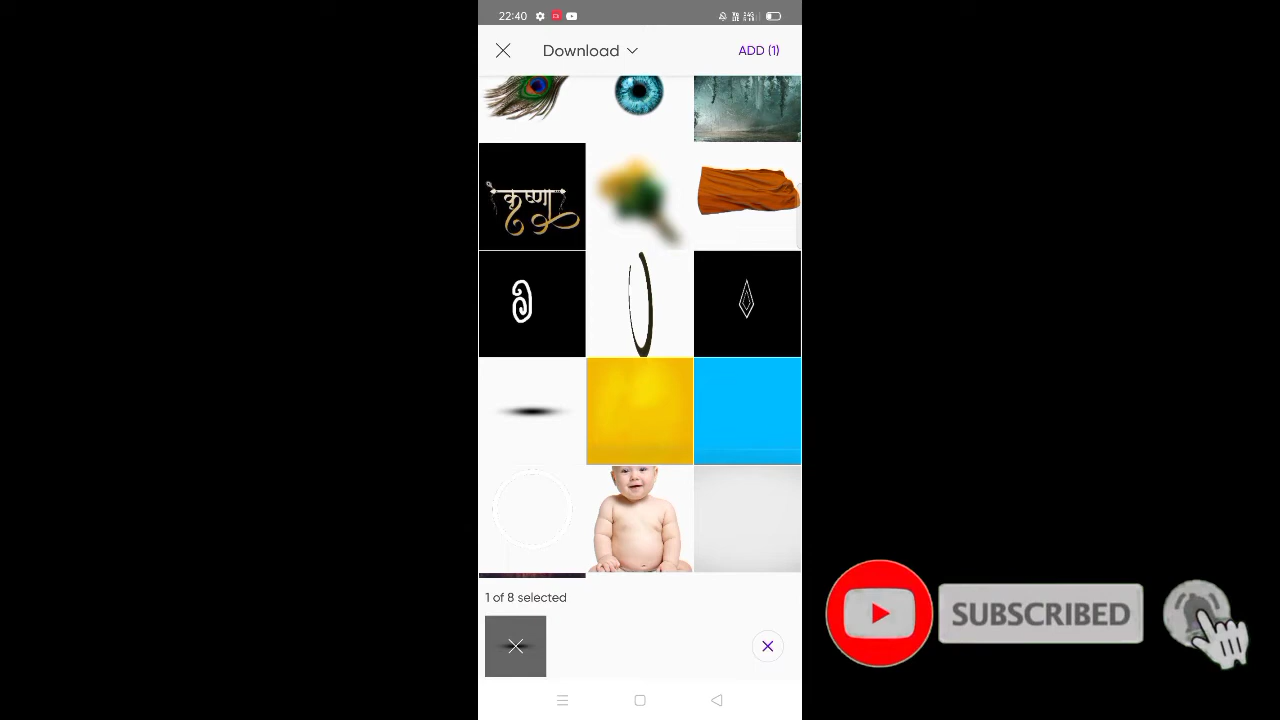 22:40
Download
ADD (1)
कृष्णा
1 of 8 selected
SUBSCRIBED